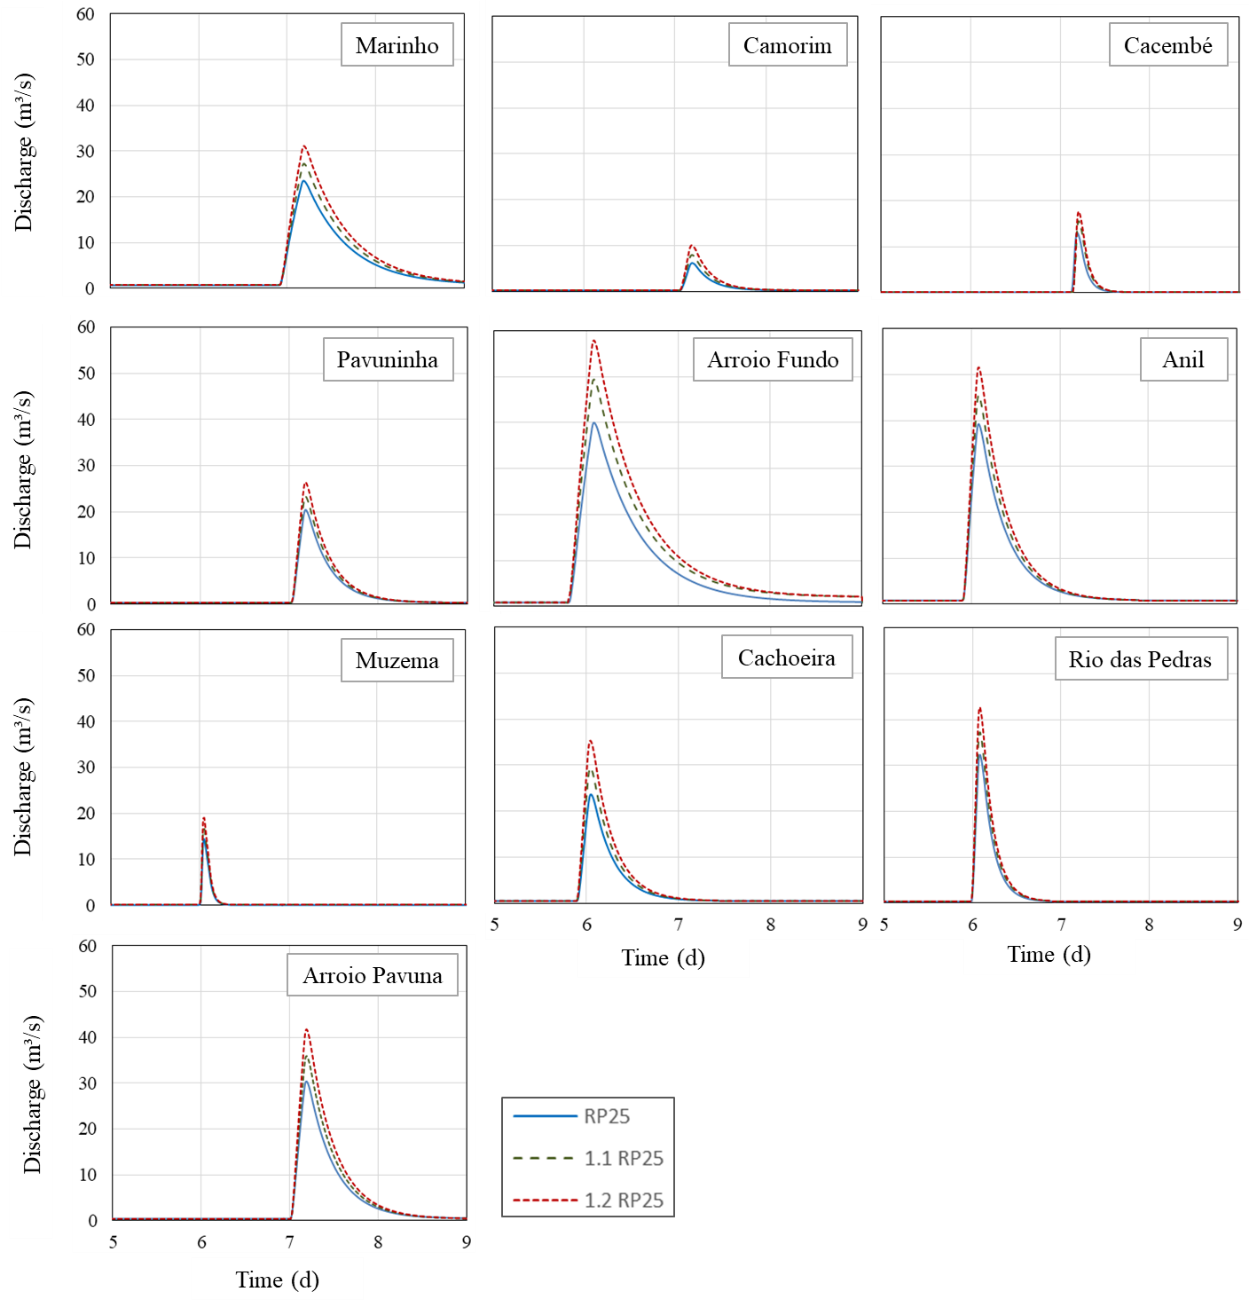 Marinho
Camorim
Cacembé
Discharge (m³/s)
60
50
40
30
20
10
0
Pavuninha
Arroio Fundo
Anil
Discharge (m³/s)
60
50
40
30
20
10
0
Muzema
Cachoeira
Rio das Pedras
Discharge (m³/s)
60
50
40
30
20
10
0
5 6 7 8 9
Time (d)
5 6 7 8 9
Time (d)
Arroio Pavuna
Discharge (m³/s)
60
50
40
30
20
10
0
5 6 7 8 9
Time (d)
RP25
1.1 RP25
1.2 RP25